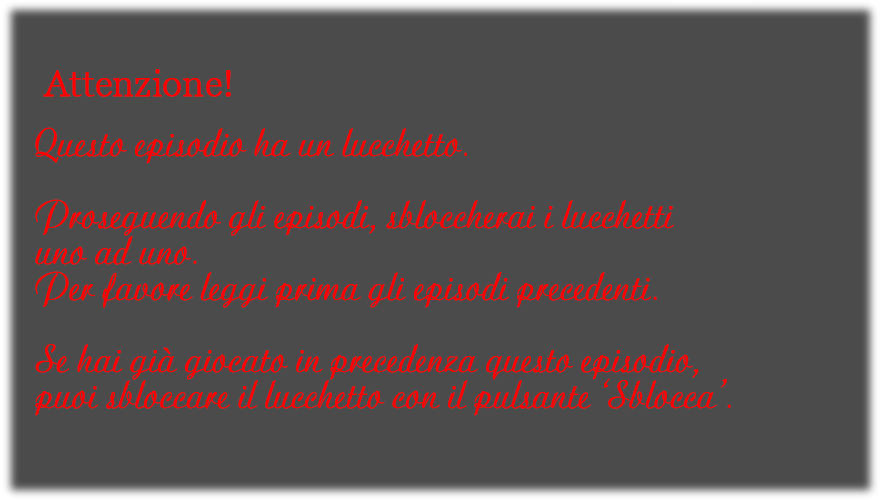 Attenzione!
Questo episodio ha un lucchetto.
Proseguendo gli episodi, sbloccherai i lucchetti
uno ad uno.
Per favore leggi prima gli episodi precedenti.
Se hai già giocato in precedenza questo episodio,
puoi sbloccare il lucchetto con il pulsante ‘Sblocca’.